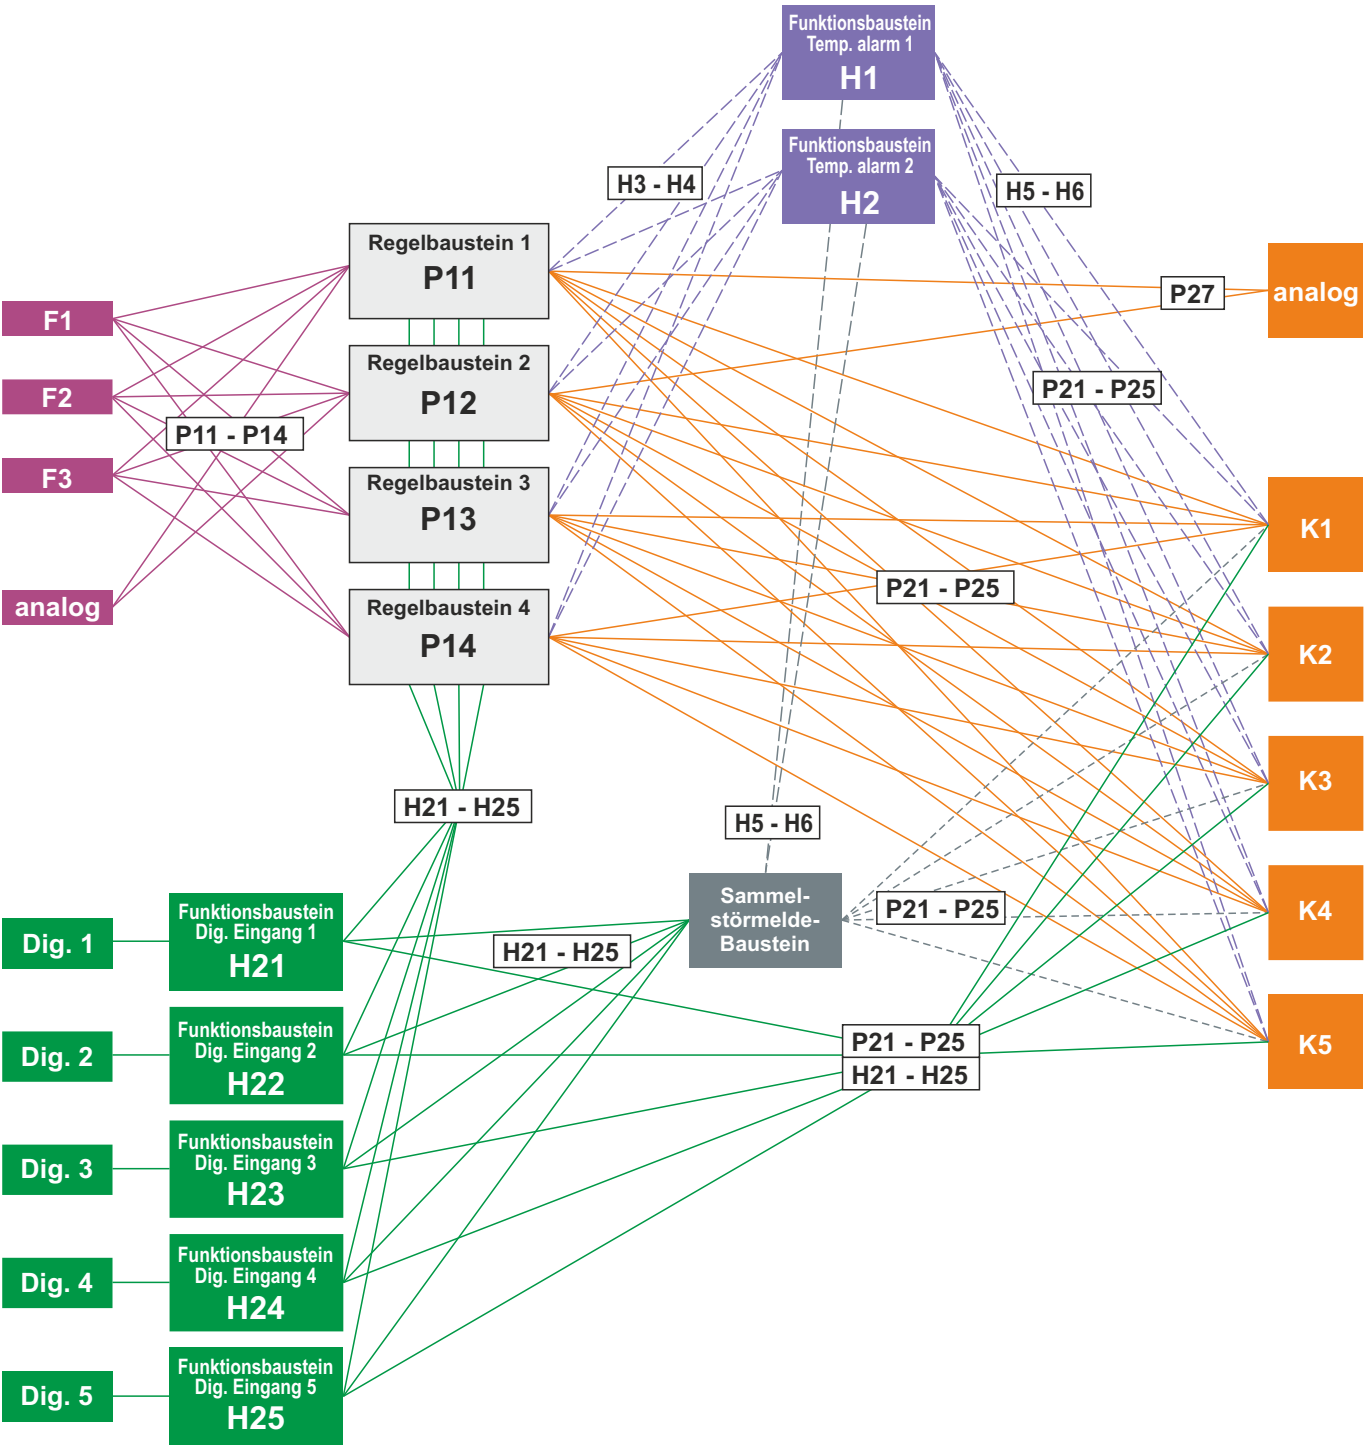 Funktionsbaustein
Temp. alarm 1
H1
Funktionsbaustein
Temp. alarm 2
H2
H3 - H4
H5 - H6
Regelbaustein 1
P11
P27
analog
F1
Regelbaustein 2
P12
P21 - P25
F2
P11 - P14
F3
Regelbaustein 3
P13
K1
P21 - P25
analog
Regelbaustein 4
P14
K2
K3
H21 - H25
H5 - H6
Sammel-
störmelde-
Baustein
P21 - P25
K4
Dig. 1
Funktionsbaustein
Dig. Eingang 1
H21
H21 - H25
Dig. 2
Funktionsbaustein
Dig. Eingang 2
H22
P21 - P25
H21 - H25
K5
Dig. 3
Funktionsbaustein
Dig. Eingang 3
H23
Dig. 4
Funktionsbaustein
Dig. Eingang 4
H24
Dig. 5
Funktionsbaustein
Dig. Eingang 5
H25